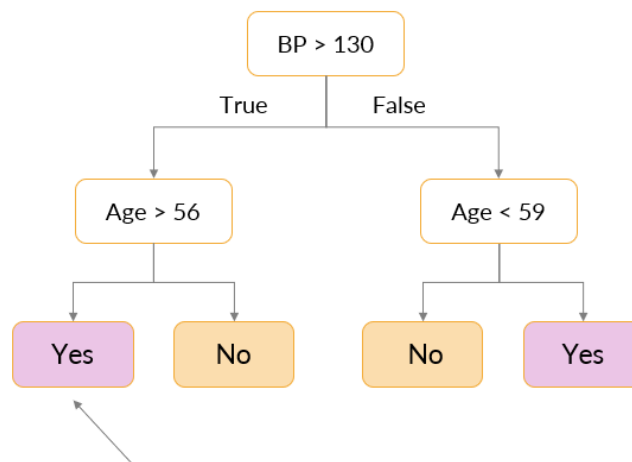 BP > 130
True
False
Age > 56
Age < 59
Yes
No
No
Yes